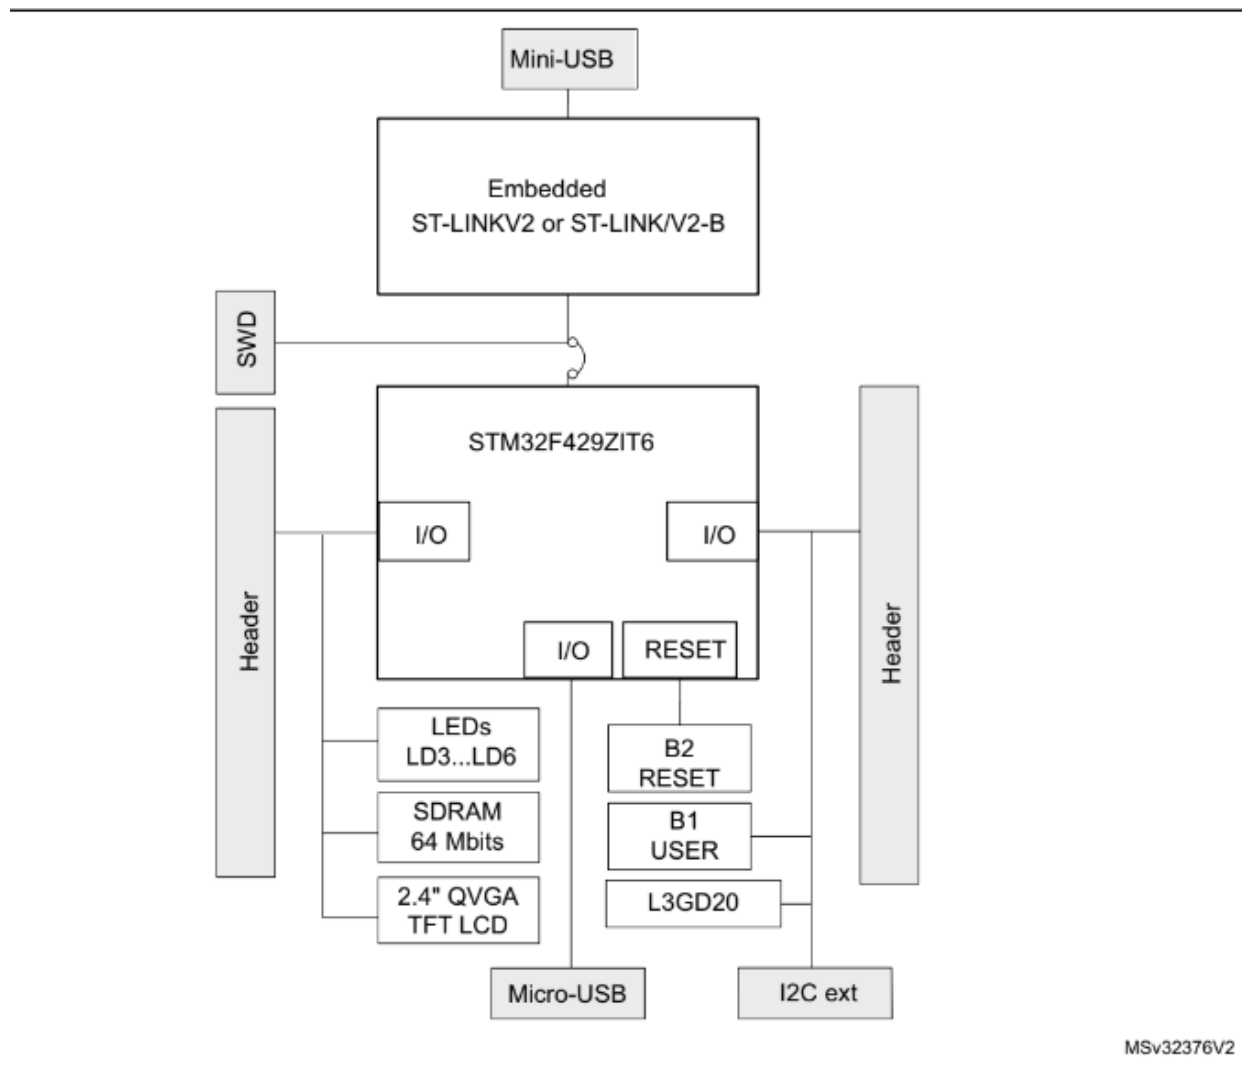 Mini-USB
Embedded
ST-LINKV2 or ST-LINK/V2-B
SWD
STM32F429ZIT6
I/O
I/O
Header
Header
I/O
RESET
LEDs
LD3...LD6
B2
RESET
SDRAM
64 Mbits
B1
USER
2.4" QVGA
TFT LCD
L3GD20
Micro-USB
I2C ext
MSv32376V2